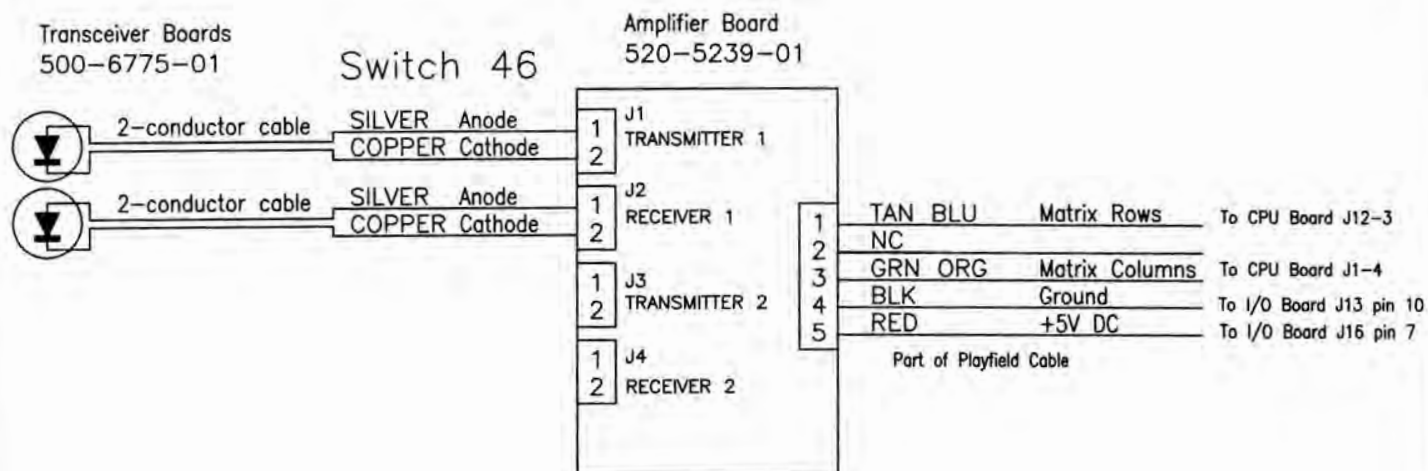 Transceiver Boards
500-6775-01
Switch 46
Amplifier Board
520-5239-01
2-conductor cable
SILVER Anode
COPPER Cathode
1
2
J1
TRANSMITTER 1
2-conductor cable
SILVER Anode
COPPER Cathode
1
2
J2
RECEIVER 1
1
2
J3
TRANSMITTER 2
1
2
J4
RECEIVER 2
1 TAN BLU Matrix Rows To CPU Board J12-3
2 NC
3 GRN ORG Matrix Columns To CPU Board J1-4
4 BLK Ground To I/O Board J13 pin 10
5 RED +5V DC To I/O Board J16 pin 7
Part of Playfield Cable